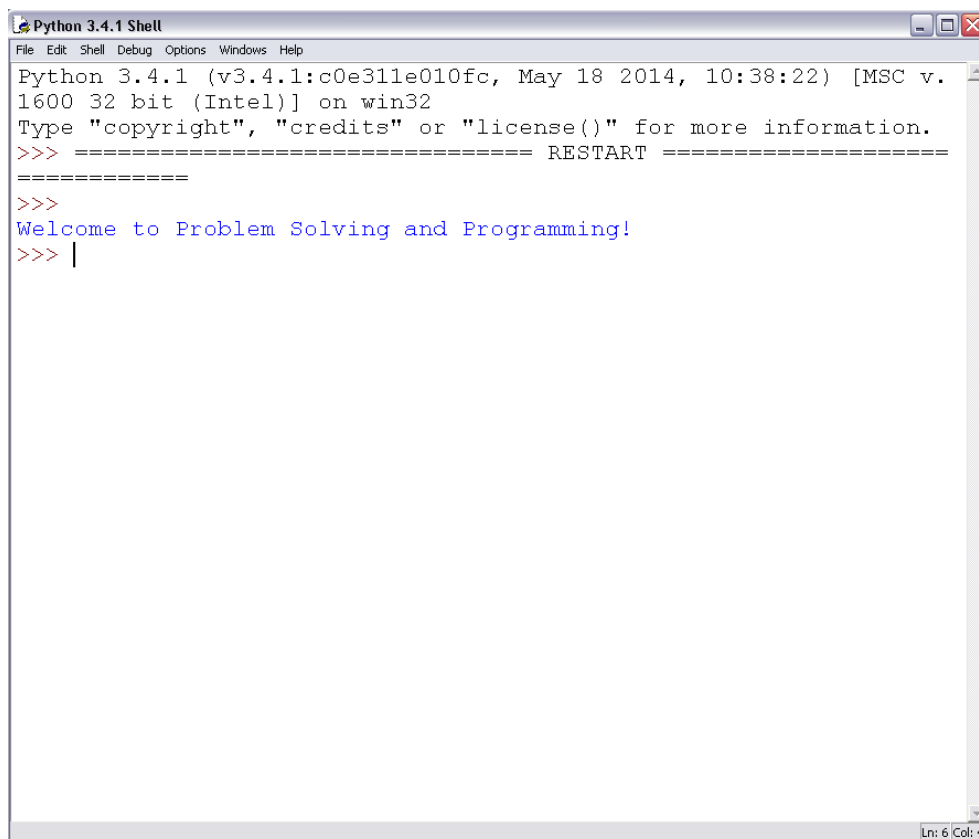 Python 3.4.1 Shell
File Edit Shell Debug Options Windows Help
Python 3.4.1 (v3.4.1:c0e311e010fc, May 18 2014, 10:38:22) [MSC v.
1600 32 bit (Intel)] on win32
Type "copyright", "credits" or "license()" for more information.
>>> ================================ RESTART ====================
============
>>>
Welcome to Problem Solving and Programming!
>>>
Ln: 6 Col: